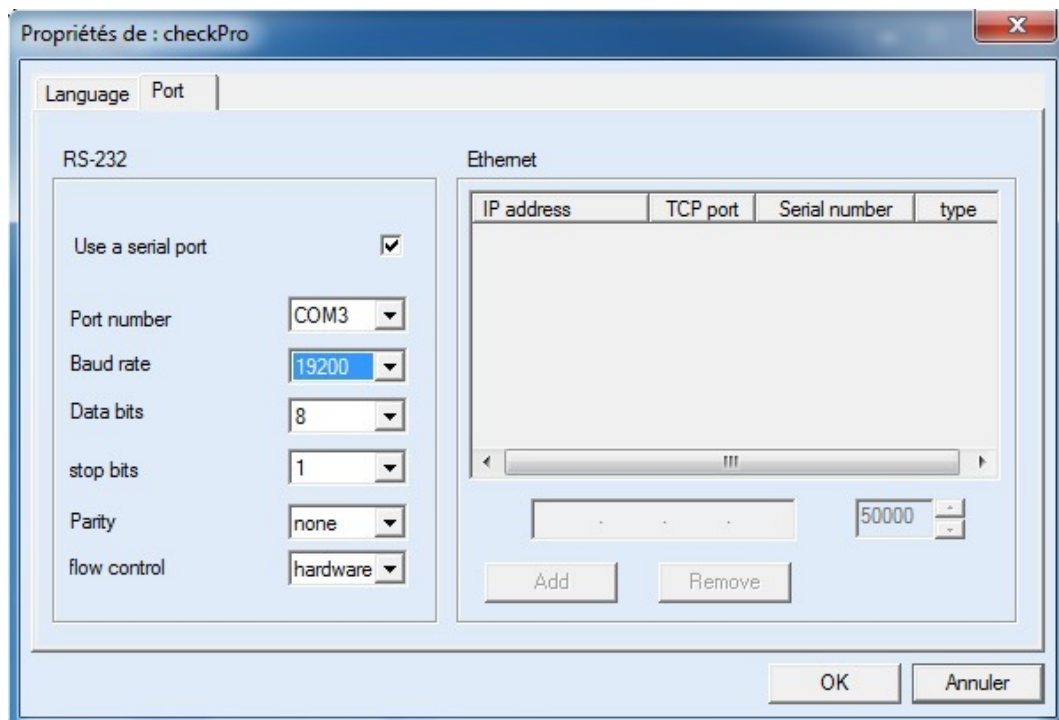 Propriétés de : checkPro
Language Port
RS-232
Use a serial port
Port number COM3
Baud rate 19200
Data bits 8
stop bits 1
Parity none
flow control hardware
Ethernet
IP address TCP port Serial number type
. . . 50000
Add Remove
OK Annuler